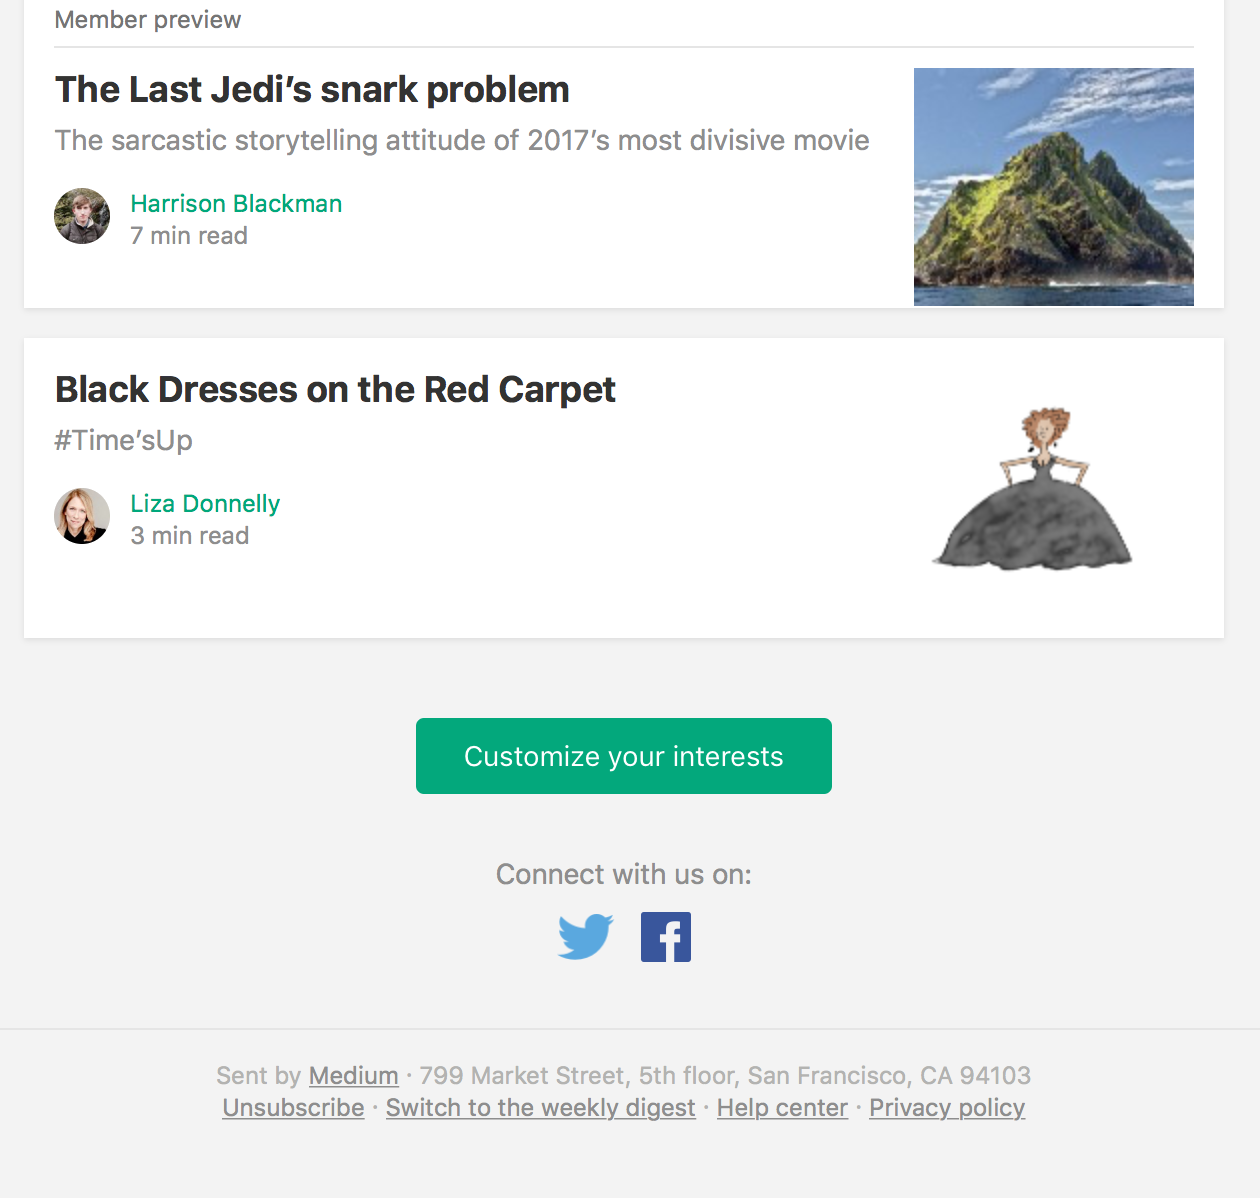 Member preview
The Last Jedi’s snark problem
The sarcastic storytelling attitude of 2017’s most divisive movie
Harrison Blackman
7 min read
Black Dresses on the Red Carpet
#Time’sUp
Liza Donnelly
3 min read
Customize your interests
Connect with us on:
Sent by Medium · 799 Market Street, 5th floor, San Francisco, CA 94103
Unsubscribe · Switch to the weekly digest · Help center · Privacy policy